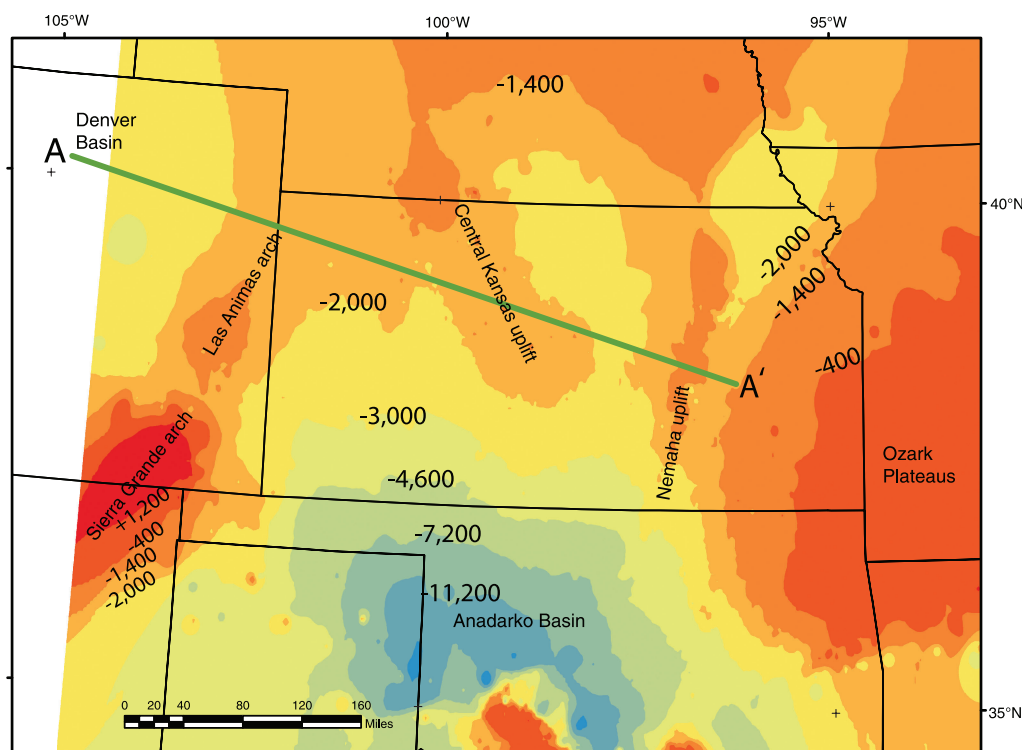 105°W
100°W
95°W
-1,400
Denver
Basin
A
40°N
Central Kansas uplift
-2,000
Las Animas arch
-2,000
-1,400
-400
A‘
Nemaha uplift
-3,000
Ozark
Plateaus
-4,600
Sierra Grande arch
+1,200
-400
-1,400
-2,000
-7,200
-11,200
Anadarko Basin
0 20 40 80 120 160
Miles
35°N